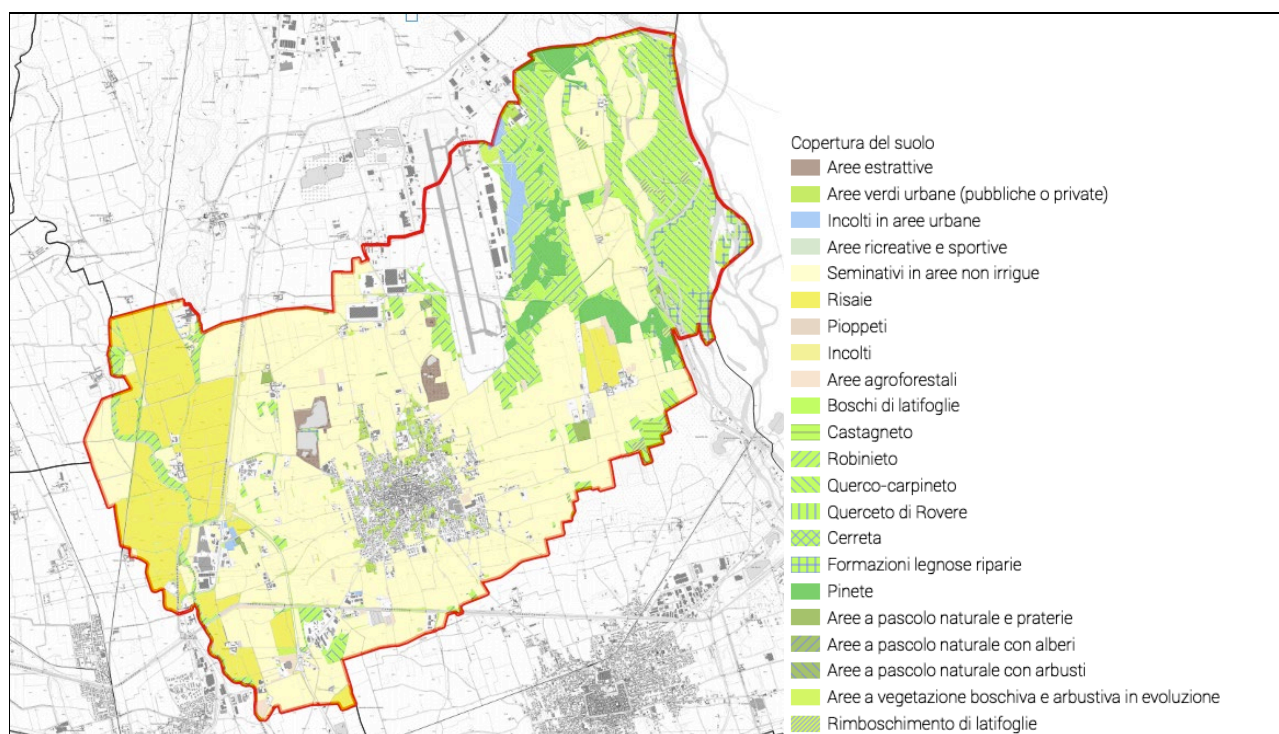 Copertura del suolo
Aree estrattive
Aree verdi urbane (pubbliche o private)
Incolti in aree urbane
Aree ricreative e sportive
Seminativi in aree non irrigue
Risaie
Pioppeti
Incolti
Aree agroforestali
Boschi di latifoglie
Castagneto
Robinieto
Querco-carpineto
Querceto di Rovere
Cerreta
Formazioni legnose riparie
Pinete
Aree a pascolo naturale e praterie
Aree a pascolo naturale con alberi
Aree a pascolo naturale con arbusti
Aree a vegetazione boschiva e arbustiva in evoluzione
Rimboschimento di latifoglie